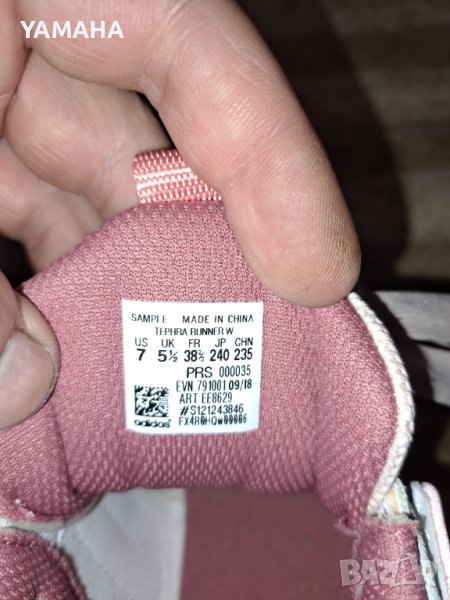 YAMAHA
SAMPLE MADE IN CHINA
TEPHRA RUNNER W
US UK FR JP CHN
7 5½ 38⅔ 240 235
PRS 000035
EVN 791001 09/18
ART EE8629
#S121243846
adidas
BAZAR